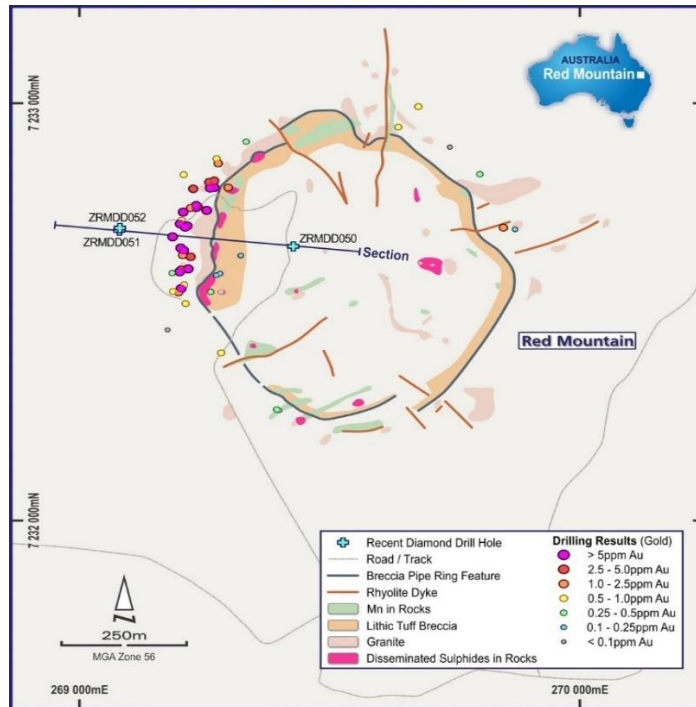 AUSTRALIA
Red Mountain
7 233 000mN
ZRMDD052
ZRMDD051
ZRMDD050
Section
Red Mountain
7 232 000mN
N
250m
MGA Zone 56
Recent Diamond Drill Hole
Road / Track
Breccia Pipe Ring Feature
Rhyolite Dyke
Mn in Rocks
Lithic Tuff Breccia
Granite
Disseminated Sulphides in Rocks
Drilling Results (Gold)
> 5ppm Au
2.5 - 5.0ppm Au
1.0 - 2.5ppm Au
0.5 - 1.0ppm Au
0.25 - 0.5ppm Au
0.1 - 0.25ppm Au
< 0.1ppm Au
269 000mE
270 000mE